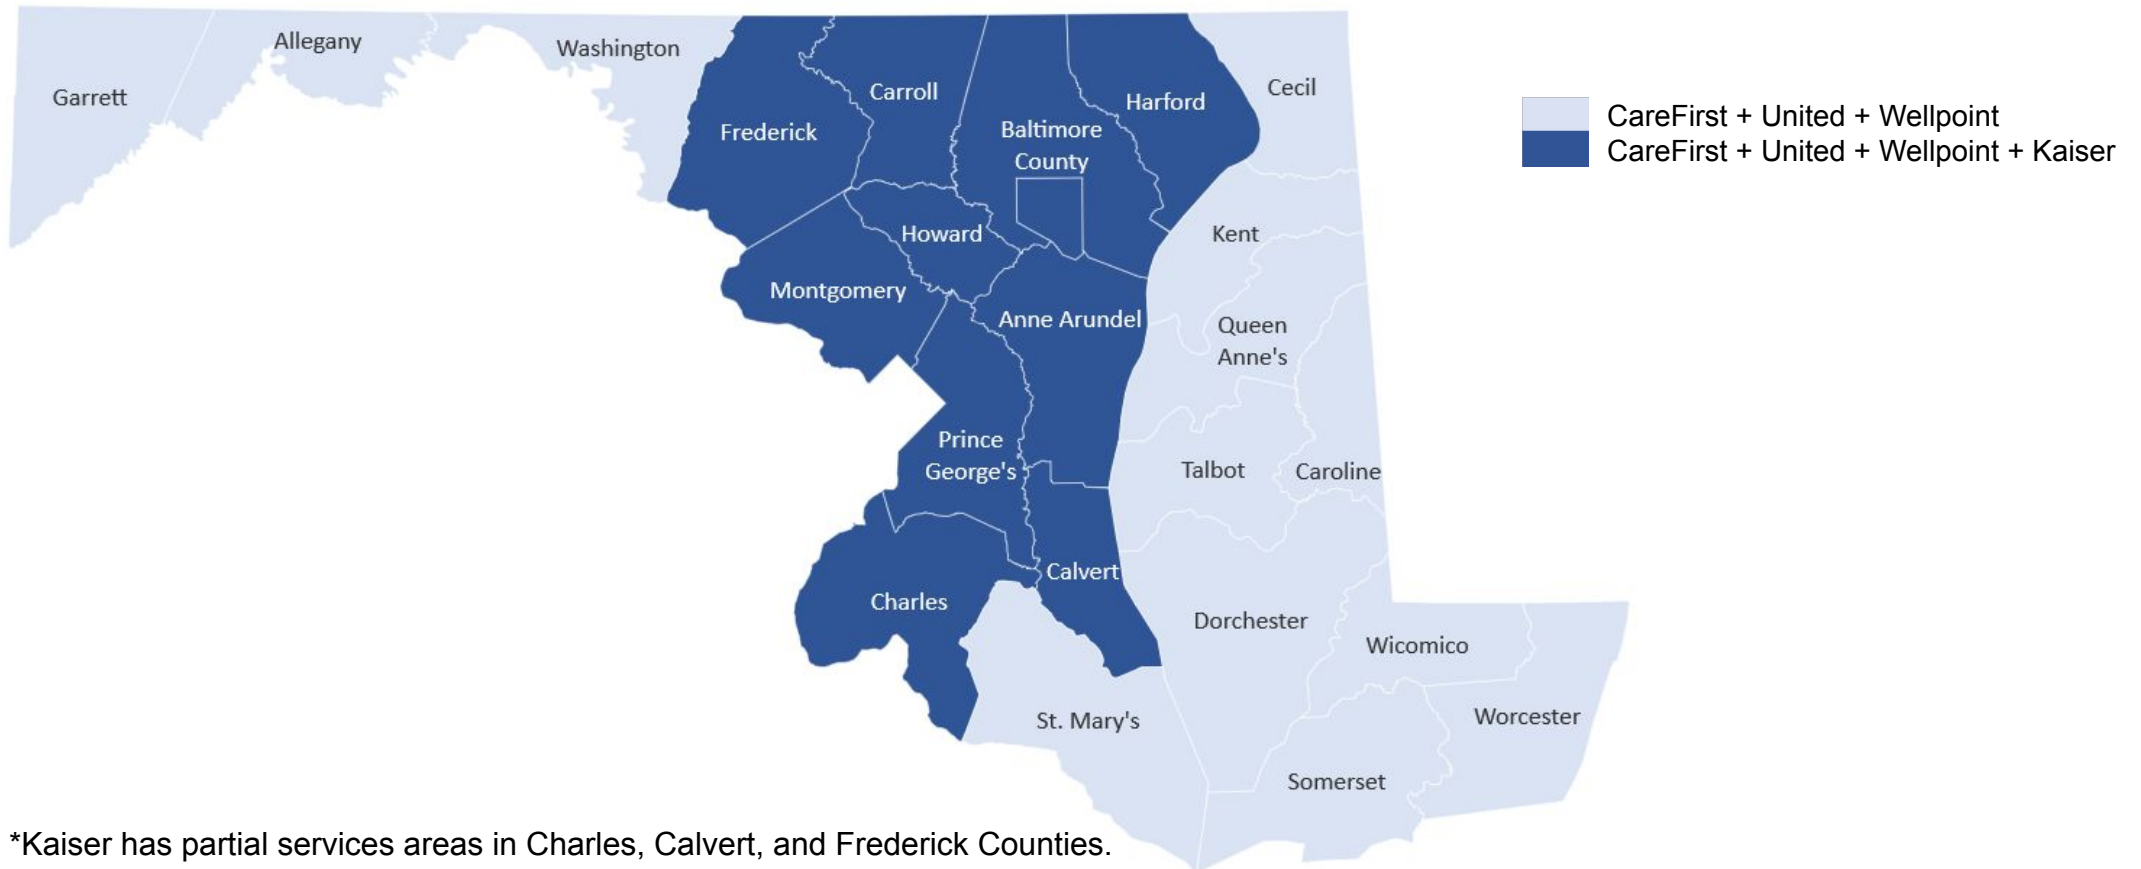 Garrett
Allegany
Washington
Frederick
Carroll
Baltimore
County
Harford
Cecil
CareFirst + United + Wellpoint
CareFirst + United + Wellpoint + Kaiser
Howard
Kent
Montgomery
Anne Arundel
Queen
Anne's
Prince
George's
Talbot
Caroline
Calvert
Charles
Dorchester
Wicomico
St. Mary's
Worcester
Somerset
*Kaiser has partial services areas in Charles, Calvert, and Frederick Counties.